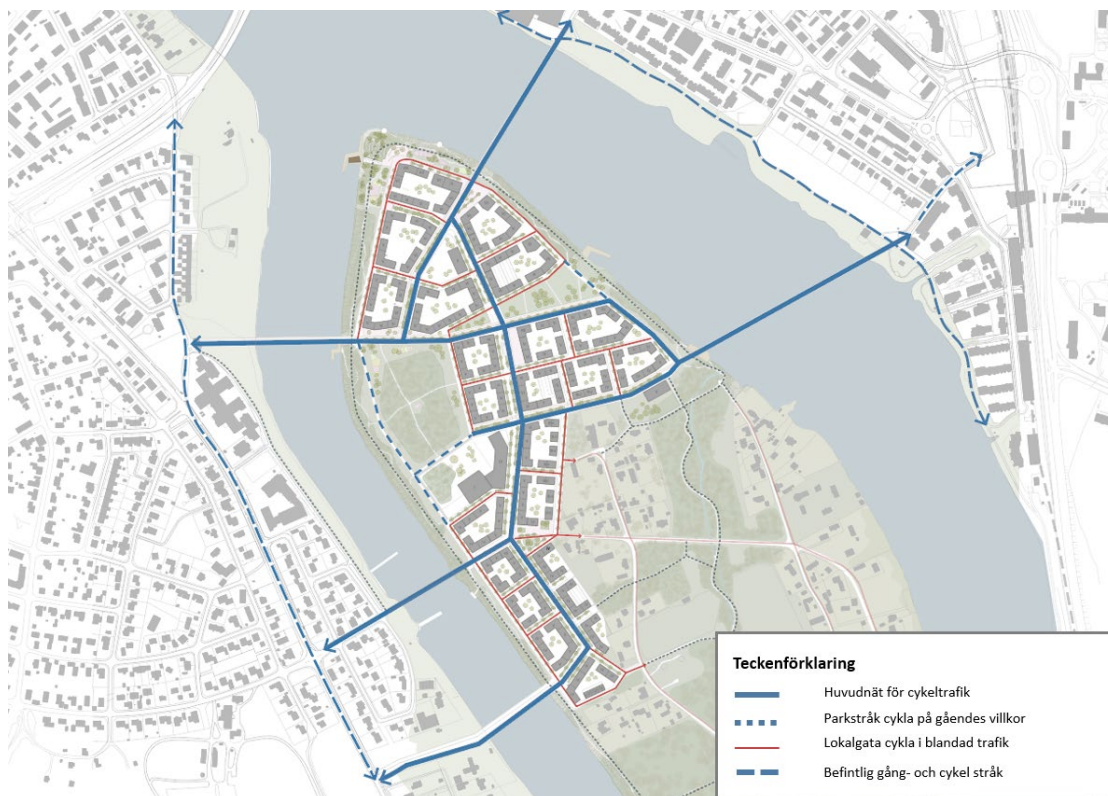 Teckenförklaring
Huvudnät för cykeltrafik
Parkstråk cykla på gåendes villkor
Lokalgata cykla i blandad trafik
Befintlig gång- och cykel stråk